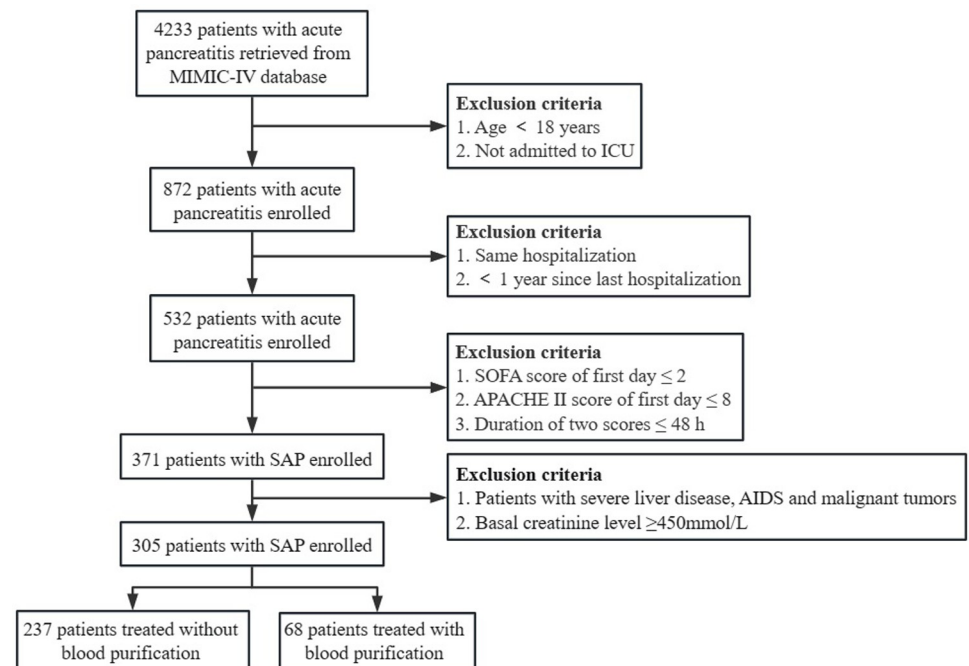 4233 patients with acute
pancreatitis retrieved from
MIMIC-IV database
Exclusion criteria
1. Age < 18 years
2. Not admitted to ICU
872 patients with acute
pancreatitis enrolled
Exclusion criteria
1. Same hospitalization
2. < 1 year since last hospitalization
532 patients with acute
pancreatitis enrolled
Exclusion criteria
1. SOFA score of first day ≤ 2
2. APACHE II score of first day ≤ 8
3. Duration of two scores ≤ 48 h
371 patients with SAP enrolled
Exclusion criteria
1. Patients with severe liver disease, AIDS and malignant tumors
2. Basal creatinine level ≥450mmol/L
305 patients with SAP enrolled
237 patients treated without
blood purification
68 patients treated with
blood purification